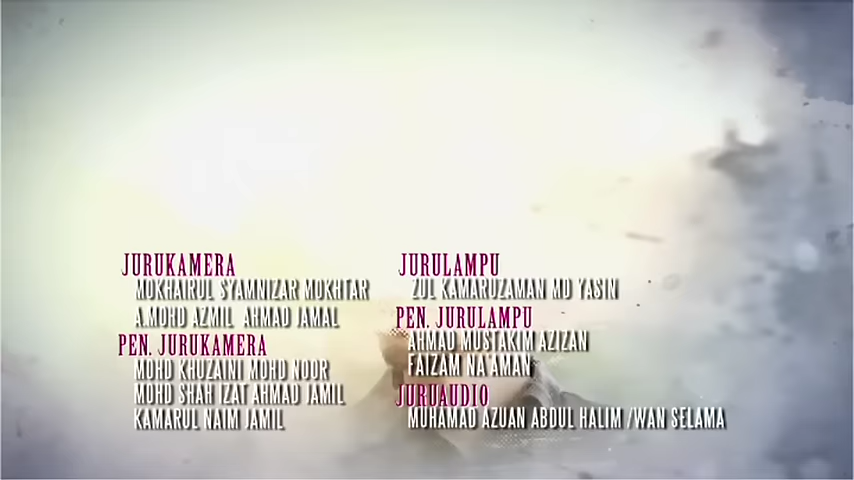 JURUKAMERA
MOKHAIRUL SYAMNIZAR MOKHTAR
A.MOHD AZMIL AHMAD JAMAL
PEN. JURUKAMERA
MOHD KHUZAINI MOHD NOOR
MOHD SHAH IZAT AHMAD JAMIL
KAMARUL NAIM JAMIL
JURULAMPU
ZUL KAMARUZAMAN MD YASIN
PEN. JURULAMPU
AHMAD MUSTAKIM AZIZAN
FAIZAM NA'AMAN
JURUAUDIO
MUHAMAD AZUAN ABDUL HALIM /WAN SELAMA